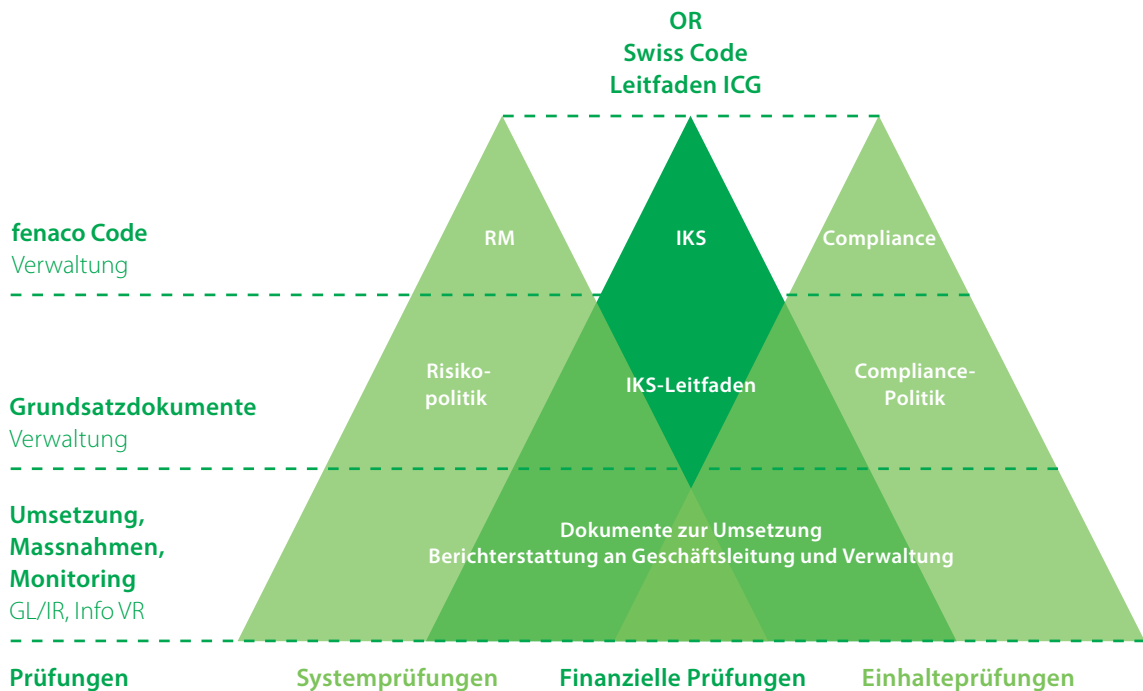 OR
Swiss Code
Leitfaden ICG
fenaco Code
Verwaltung
RM
IKS
Compliance
Grundsatzdokumente
Verwaltung
Risiko-
politik
IKS-Leitfaden
Compliance-
Politik
Umsetzung,
Massnahmen,
Monitoring
GL/IR, Info VR
Dokumente zur Umsetzung
Berichterstattung an Geschäftsleitung und Verwaltung
Prüfungen
Systemprüfungen
Finanzielle Prüfungen
Einhalteprüfungen